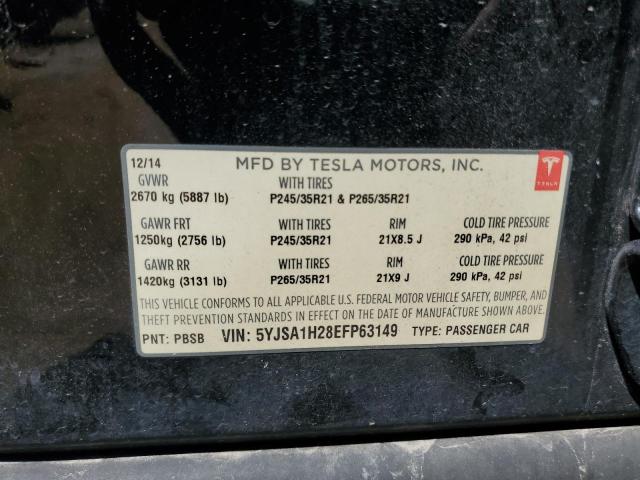 12/14 MFD BY TESLA MOTORS, INC. TESLA
GVWR WITH TIRES
2670 kg (5887 lb) P245/35R21 & P265/35R21
GAWR FRT WITH TIRES RIM COLD TIRE PRESSURE
1250kg (2756 lb) P245/35R21 21X8.5 J 290 kPa, 42 psi
GAWR RR WITH TIRES RIM COLD TIRE PRESSURE
1420kg (3131 lb) P265/35R21 21X9 J 290 kPa, 42 psi
THIS VEHICLE CONFORMS TO ALL APPLICABLE U.S. FEDERAL MOTOR VEHICLE SAFETY, BUMPER, AND
THEFT PREVENTION STANDARDS IN EFFECT ON THE DATE OF MANUFACTURE SHOWN ABOVE.
PNT: PBSB VIN: 5YJSA1H28EFP63149 TYPE: PASSENGER CAR